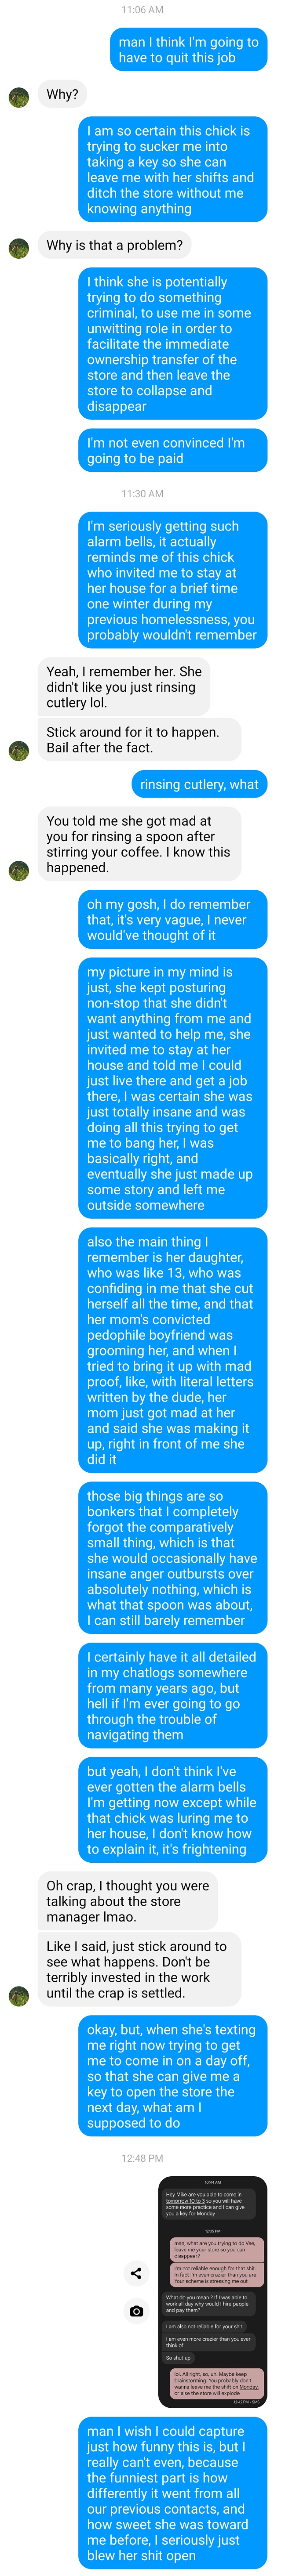 11:06 AM
man I think I'm going to
have to quit this job
Why?
I am so certain this chick is
trying to sucker me into
taking a key so she can
leave me with her shifts and
ditch the store without me
knowing anything
Why is that a problem?
I think she is potentially
trying to do something
criminal, to use me in some
unwitting role in order to
facilitate the immediate
ownership transfer of the
store and then leave the
store to collapse and
disappear
I'm not even convinced I'm
going to be paid
11:30 AM
I'm seriously getting such
alarm bells, it actually
reminds me of this chick
who invited me to stay at
her house for a brief time
one winter during my
previous homelessness, you
probably wouldn't remember
Yeah, I remember her. She
didn't like you just rinsing
cutlery lol.
Stick around for it to happen.
Bail after the fact.
rinsing cutlery, what
You told me she got mad at
you for rinsing a spoon after
stirring your coffee. I know this
happened.
oh my gosh, I do remember
that, it's very vague, I never
would've thought of it
my picture in my mind is
just, she kept posturing
non-stop that she didn't
want anything from me and
just wanted to help me, she
invited me to stay at her
house and told me I could
just live there and get a job
there, I was certain she was
just totally insane and was
doing all this trying to get
me to bang her, I was
basically right, and
eventually she just made up
some story and left me
outside somewhere
also the main thing I
remember is her daughter,
who was like 13, who was
confiding in me that she cut
herself all the time, and that
her mom's convicted
pedophile boyfriend was
grooming her, and when I
tried to bring it up with mad
proof, like, with literal letters
written by the dude, her
mom just got mad at her
and said she was making it
up, right in front of me she
did it
those big things are so
bonkers that I completely
forgot the comparatively
small thing, which is that
she would occasionally have
insane anger outbursts over
absolutely nothing, which is
what that spoon was about,
I can still barely remember
I certainly have it all detailed
in my chatlogs somewhere
from many years ago, but
hell if I'm ever going to go
through the trouble of
navigating them
but yeah, I don't think I've
ever gotten the alarm bells
I'm getting now except while
that chick was luring me to
her house, I don't know how
to explain it, it's frightening
Oh crap, I thought you were
talking about the store
manager lmao.
Like I said, just stick around to
see what happens. Don't be
terribly invested in the work
until the crap is settled.
okay, but, when she's texting
me right now trying to get
me to come in on a day off,
so that she can give me a
key to open the store the
next day, what am I
supposed to do
12:48 PM
Hey Mike are you able to come in
tomorrow 10 to 3 so you will have
some more practice and I can give
you a key for Monday
man, what are you trying to do Vee,
leave me your store so you can
disappear?
I'm not reliable enough for that shit.
In fact I'm even crazier than you are.
Your scheme is stressing me out
What do you mean ? If I was able to
work all day why would I hire people
and pay them?
I am also not reliable for your shit
I am even more crazier than you ever
think of
So shut up
lol. All right, so, uh. Maybe keep
brainstorming. You probably don't
wanna leave me the shift on Monday,
or else the store will explode
man I wish I could capture
just how funny this is, but I
really can't even, because
the funniest part is how
differently it went from all
our previous contacts, and
how sweet she was toward
me before, I seriously just
blew her shit open